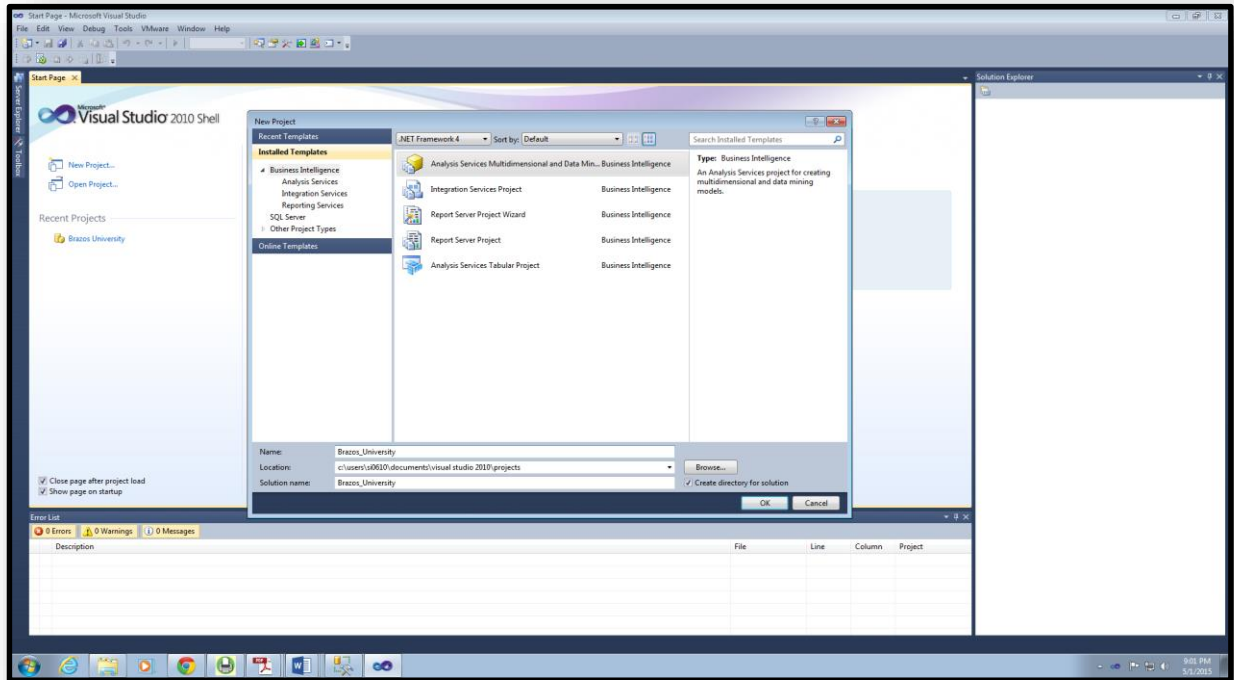 Start Page - Microsoft Visual Studio
File Edit View Debug Tools VMware Window Help
Start Page
Solution Explorer
Server Explorer
Toolbox
Microsoft
Visual Studio 2010 Shell
New Project...
Open Project...
Recent Projects
Brazos University
Close page after project load
Show page on startup
New Project
Recent Templates
Installed Templates
Business Intelligence
Analysis Services
Integration Services
Reporting Services
SQL Server
Other Project Types
Online Templates
.NET Framework 4 Sort by: Default
Analysis Services Multidimensional and Data Min... Business Intelligence
Integration Services Project Business Intelligence
Report Server Project Wizard Business Intelligence
Report Server Project Business Intelligence
Analysis Services Tabular Project Business Intelligence
Search Installed Templates
Type: Business Intelligence
An Analysis Services project for creating
multidimensional and data mining
models.
Name: Brazos_University
Location: c:\users\si0610\documents\visual studio 2010\projects Browse...
Solution name: Brazos_University Create directory for solution
OK Cancel
Error List
0 Errors 0 Warnings 0 Messages
Description File Line Column Project
9:01 PM
5/1/2015